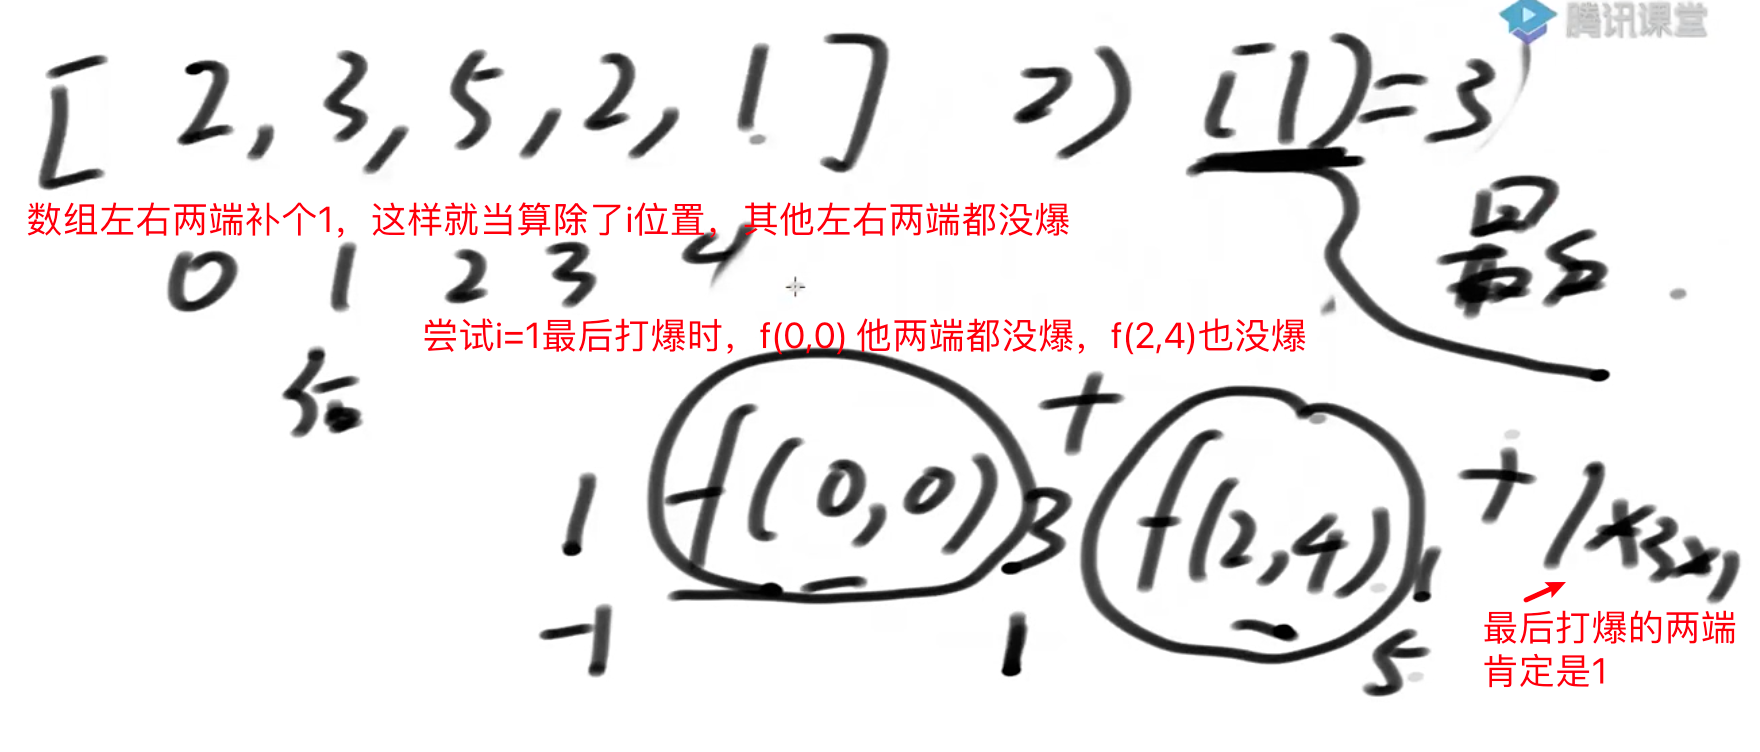 腾讯课堂
[ 2, 3, 5, 2, 1 ] 2) i(1)=3
数组左右两端补个1，这样就当算除了i位置，其他左右两端都没爆
0 1 2 3 4 最后
尝试i=1最后打爆时，f(0,0) 他两端都没爆，f(2,4)也没爆
后
1 f(0,0) 3 + f(2,4) 1 + 1×3×1
-1 1 5
最后打爆的两端
肯定是1